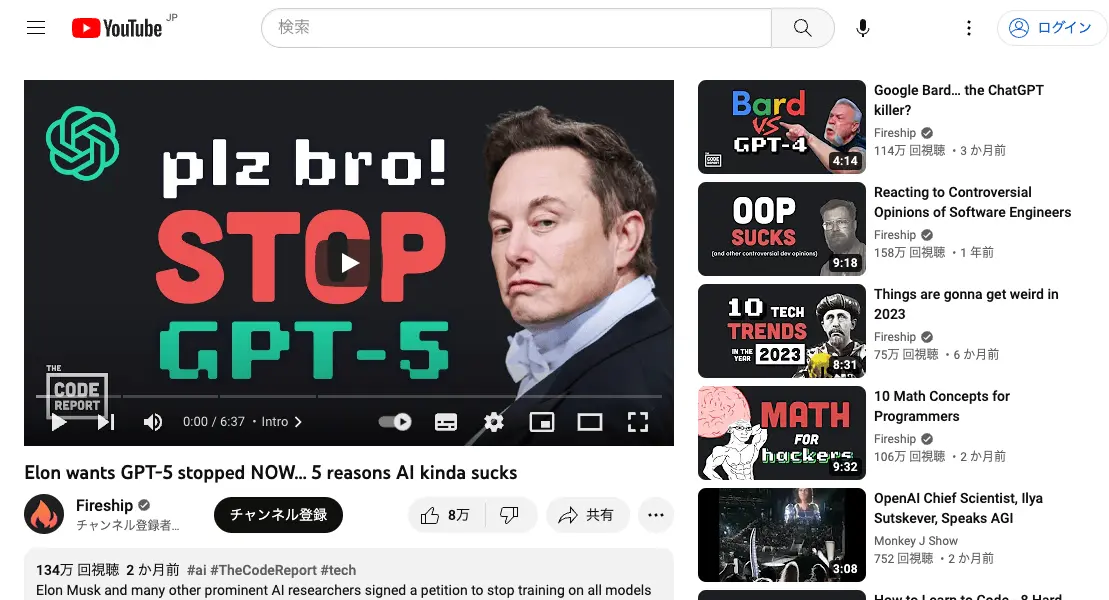 YouTube JP
検索
ログイン
plz bro!
STOP
GPT-5
THE
CODE
REPORT
0:00 / 6:37 ・ Intro
Elon wants GPT-5 stopped NOW... 5 reasons AI kinda sucks
Fireship
チャンネル登録者...
チャンネル登録
8万
共有
134万 回視聴 2 か月前 #ai #TheCodeReport #tech
Elon Musk and many other prominent AI researchers signed a petition to stop training on all models
Bard
VS
GPT-4
THE
CODE
REPORT
4:14
Google Bard... the ChatGPT
killer?
Fireship
114万 回視聴 ・3 か月前
OOP
SUCKS
(and other controversial dev opinions)
9:18
Reacting to Controversial
Opinions of Software Engineers
Fireship
158万 回視聴 ・1 年前
10 TECH
TRENDS
IN THE
YEAR 2023
8:31
Things are gonna get weird in
2023
Fireship
75万 回視聴 ・6 か月前
MATH
FOR
hackers
9:32
10 Math Concepts for
Programmers
Fireship
106万 回視聴 ・2 か月前
3:08
OpenAI Chief Scientist, Ilya
Sutskever, Speaks AGI
Monkey J Show
752 回視聴 ・2 か月前
How to Learn to Code - 8 Hard